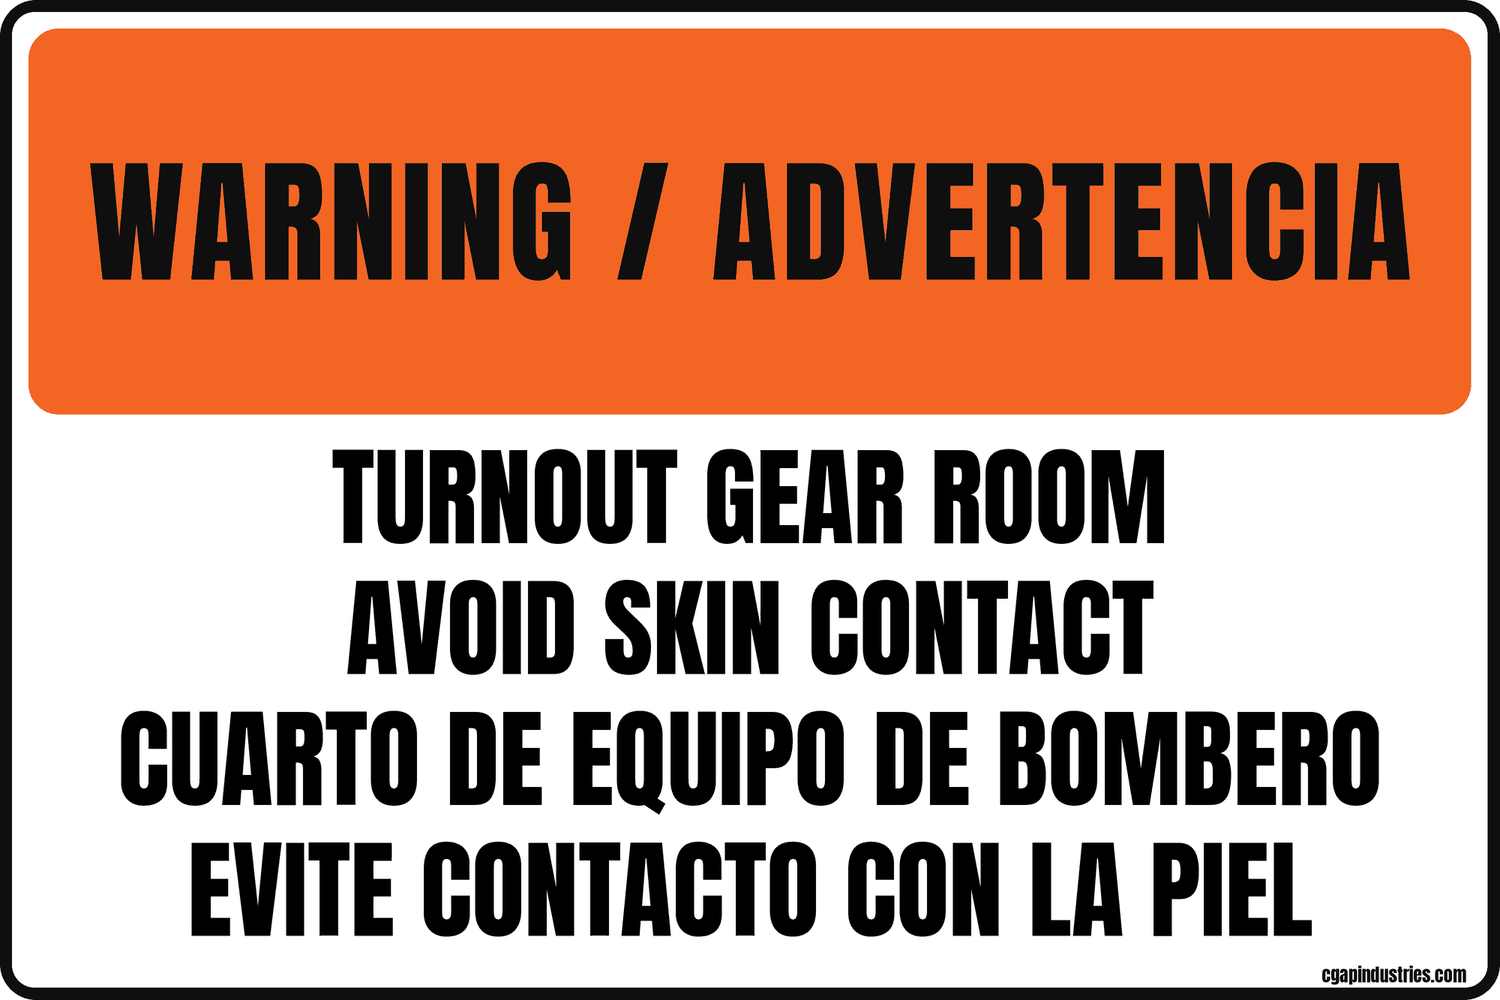 WARNING / ADVERTENCIA
TURNOUT GEAR ROOM
AVOID SKIN CONTACT
CUARTO DE EQUIPO DE BOMBERO
EVITE CONTACTO CON LA PIEL
cgapindustries.com